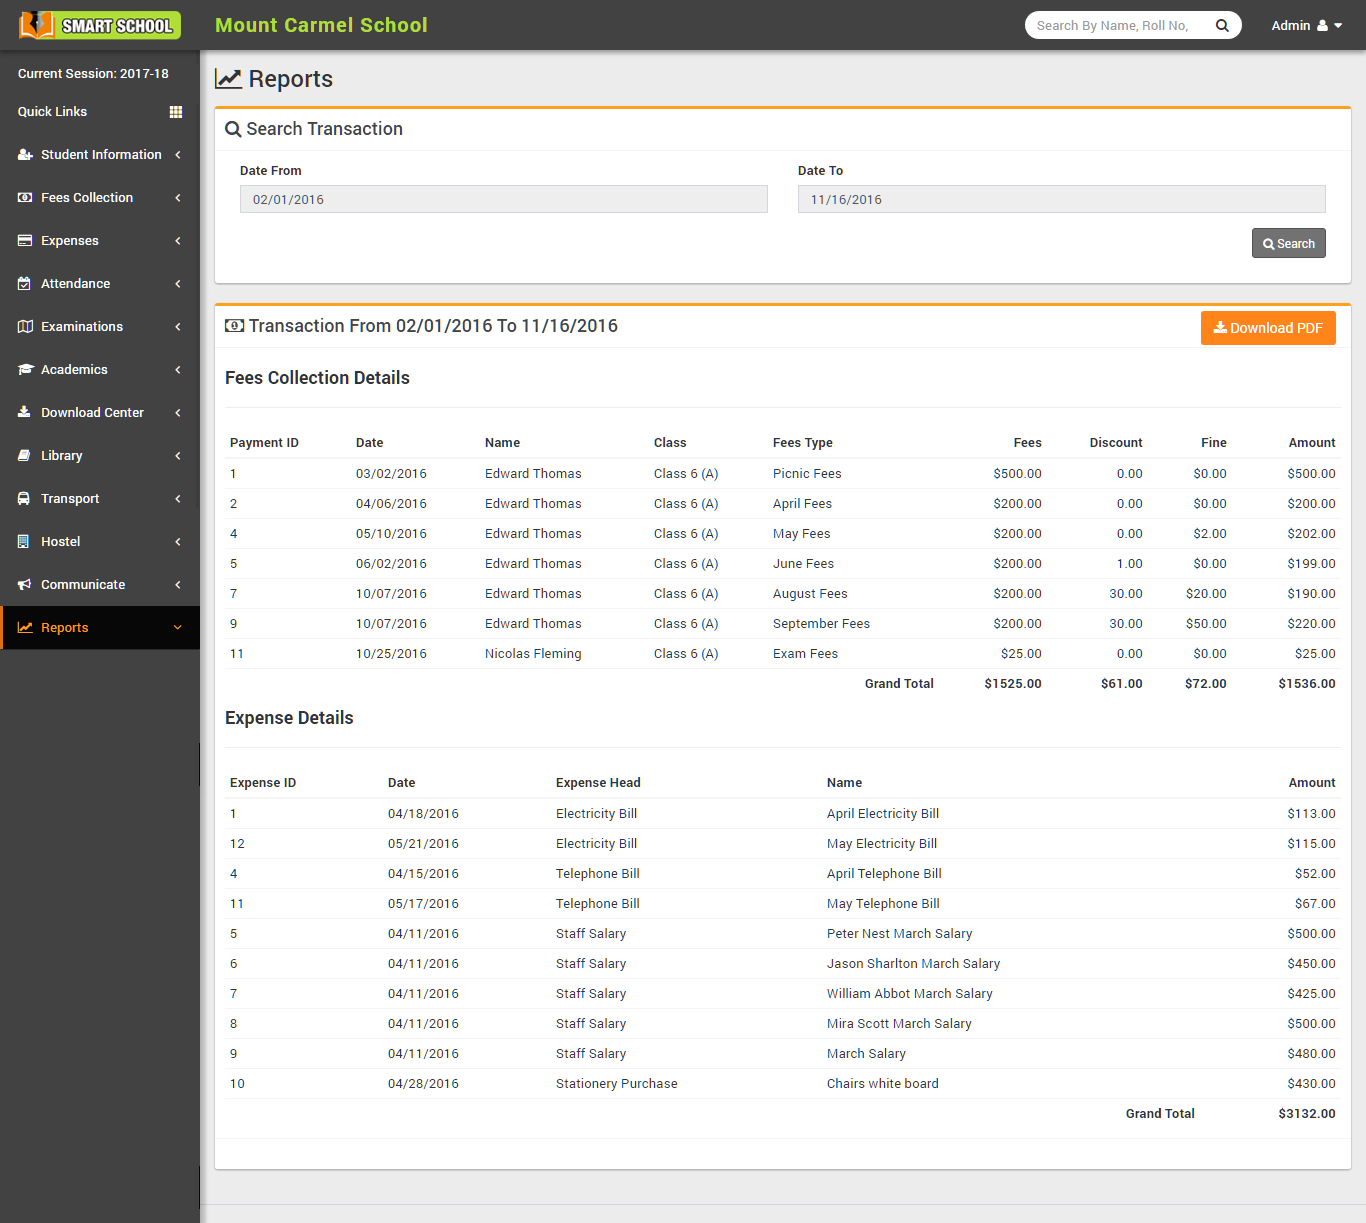 SMART SCHOOL
Mount Carmel School
Search By Name, Roll No,
Admin
Current Session: 2017-18
Quick Links
Student Information
Fees Collection
Expenses
Attendance
Examinations
Academics
Download Center
Library
Transport
Hostel
Communicate
Reports
Reports
Search Transaction
Date From Date To
02/01/2016 11/16/2016
Search
Transaction From 02/01/2016 To 11/16/2016
Download PDF
Fees Collection Details
Payment ID Date Name Class Fees Type Fees Discount Fine Amount
1 03/02/2016 Edward Thomas Class 6 (A) Picnic Fees $500.00 0.00 $0.00 $500.00
2 04/06/2016 Edward Thomas Class 6 (A) April Fees $200.00 0.00 $0.00 $200.00
4 05/10/2016 Edward Thomas Class 6 (A) May Fees $200.00 0.00 $2.00 $202.00
5 06/02/2016 Edward Thomas Class 6 (A) June Fees $200.00 1.00 $0.00 $199.00
7 10/07/2016 Edward Thomas Class 6 (A) August Fees $200.00 30.00 $20.00 $190.00
9 10/07/2016 Edward Thomas Class 6 (A) September Fees $200.00 30.00 $50.00 $220.00
11 10/25/2016 Nicolas Fleming Class 6 (A) Exam Fees $25.00 0.00 $0.00 $25.00
Grand Total $1525.00 $61.00 $72.00 $1536.00
Expense Details
Expense ID Date Expense Head Name Amount
1 04/18/2016 Electricity Bill April Electricity Bill $113.00
12 05/21/2016 Electricity Bill May Electricity Bill $115.00
4 04/15/2016 Telephone Bill April Telephone Bill $52.00
11 05/17/2016 Telephone Bill May Telephone Bill $67.00
5 04/11/2016 Staff Salary Peter Nest March Salary $500.00
6 04/11/2016 Staff Salary Jason Sharlton March Salary $450.00
7 04/11/2016 Staff Salary William Abbot March Salary $425.00
8 04/11/2016 Staff Salary Mira Scott March Salary $500.00
9 04/11/2016 Staff Salary March Salary $480.00
10 04/28/2016 Stationery Purchase Chairs white board $430.00
Grand Total $3132.00